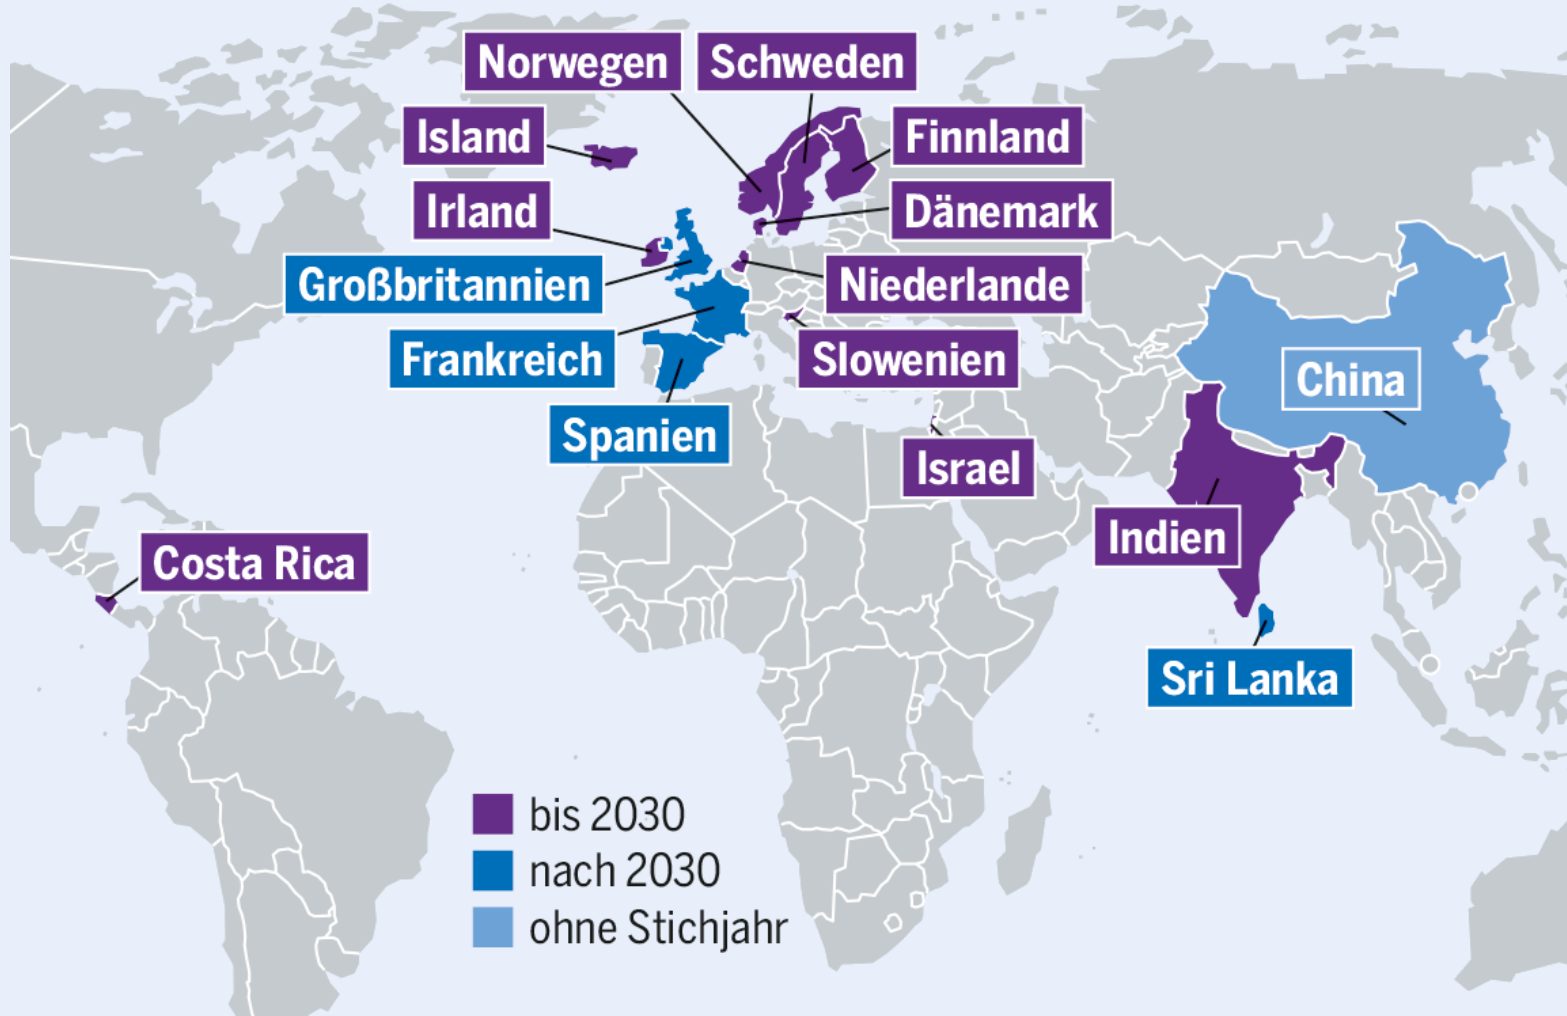 Norwegen
Schweden
Island
Finnland
Irland
Dänemark
Großbritannien
Niederlande
Frankreich
Slowenien
China
Spanien
Israel
Indien
Costa Rica
Sri Lanka
bis 2030
nach 2030
ohne Stichjahr